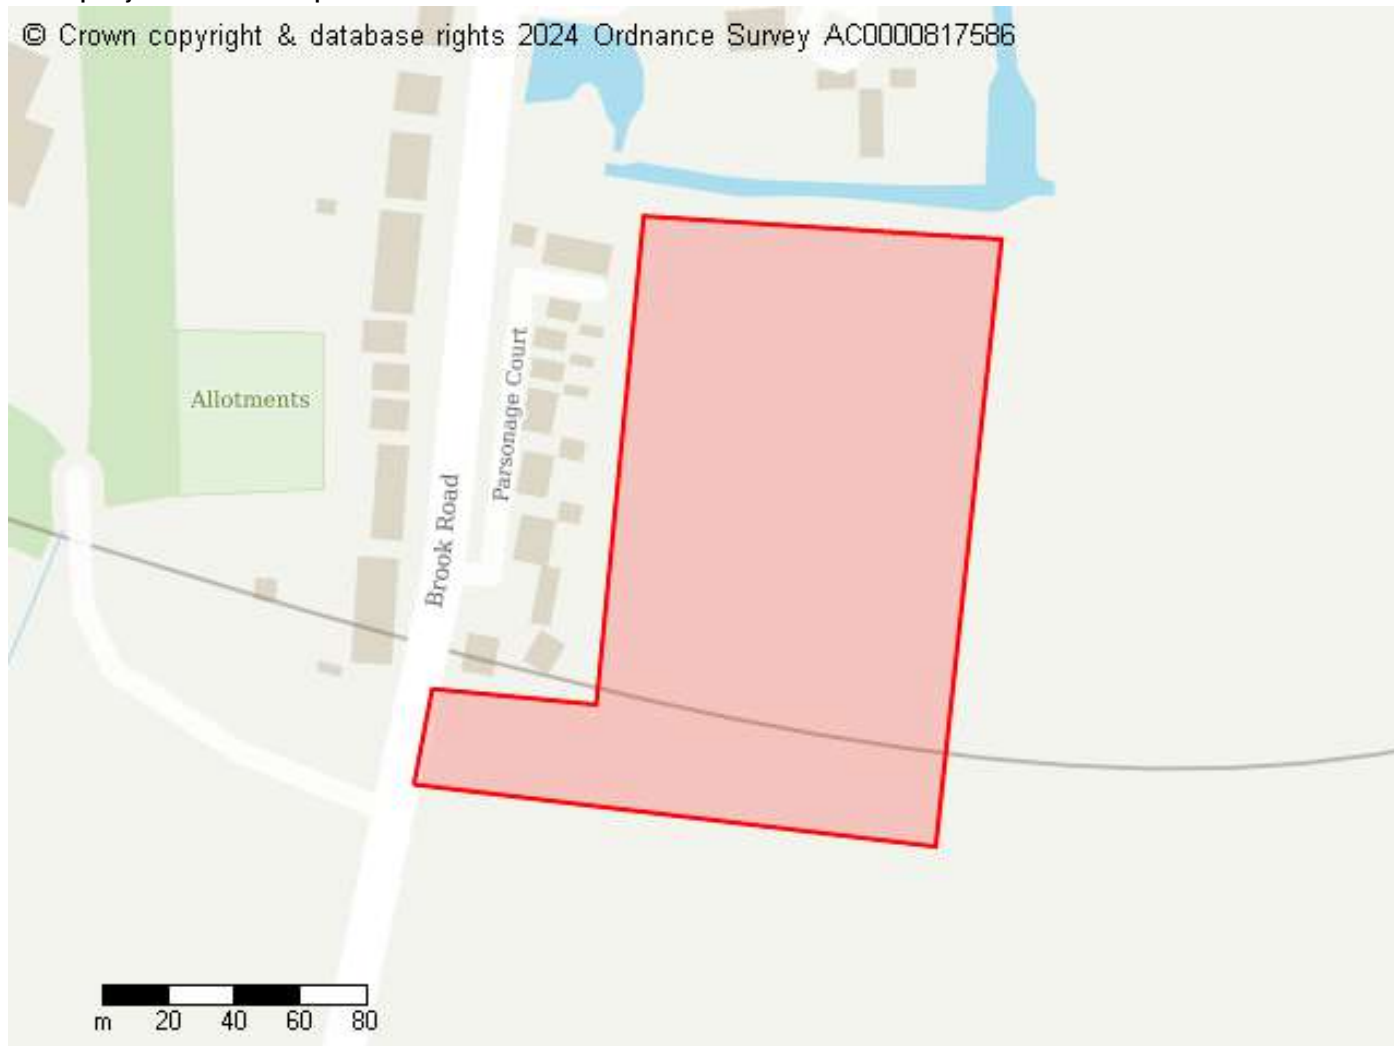 © Crown copyright & database rights 2024 Ordnance Survey AC0000817586
Allotments
Parsonage Court
Brook Road
m 20 40 60 80